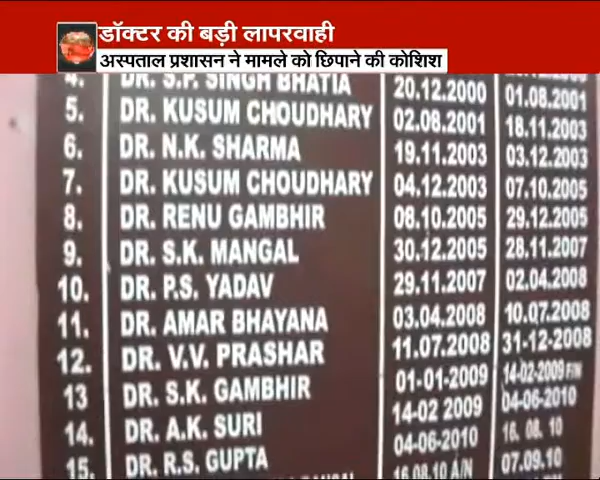 डॉक्टर की बड़ी लापरवाही
अस्पताल प्रशासन ने मामले को छिपाने की कोशिश
4. DR. S.P. SINGH BHATIA 20.12.2000 01.08.2001
5. DR. KUSUM CHOUDHARY 02.08.2001 18.11.2003
6. DR. N.K. SHARMA 19.11.2003 03.12.2003
7. DR. KUSUM CHOUDHARY 04.12.2003 07.10.2005
8. DR. RENU GAMBHIR 08.10.2005 29.12.2005
9. DR. S.K. MANGAL 30.12.2005 28.11.2007
10. DR. P.S. YADAV 29.11.2007 02.04.2008
11. DR. AMAR BHAYANA 03.04.2008 10.07.2008
12. DR. V.V. PRASHAR 11.07.2008 31-12-2008
13 DR. S.K. GAMBHIR 01-01-2009 14-02-2009 F/N
14. DR. A.K. SURI 14-02 2009 04-06-2010
15. DR. R.S. GUPTA 04-06-2010 16. 08. 10
16.08.10 A/N 07.09.10